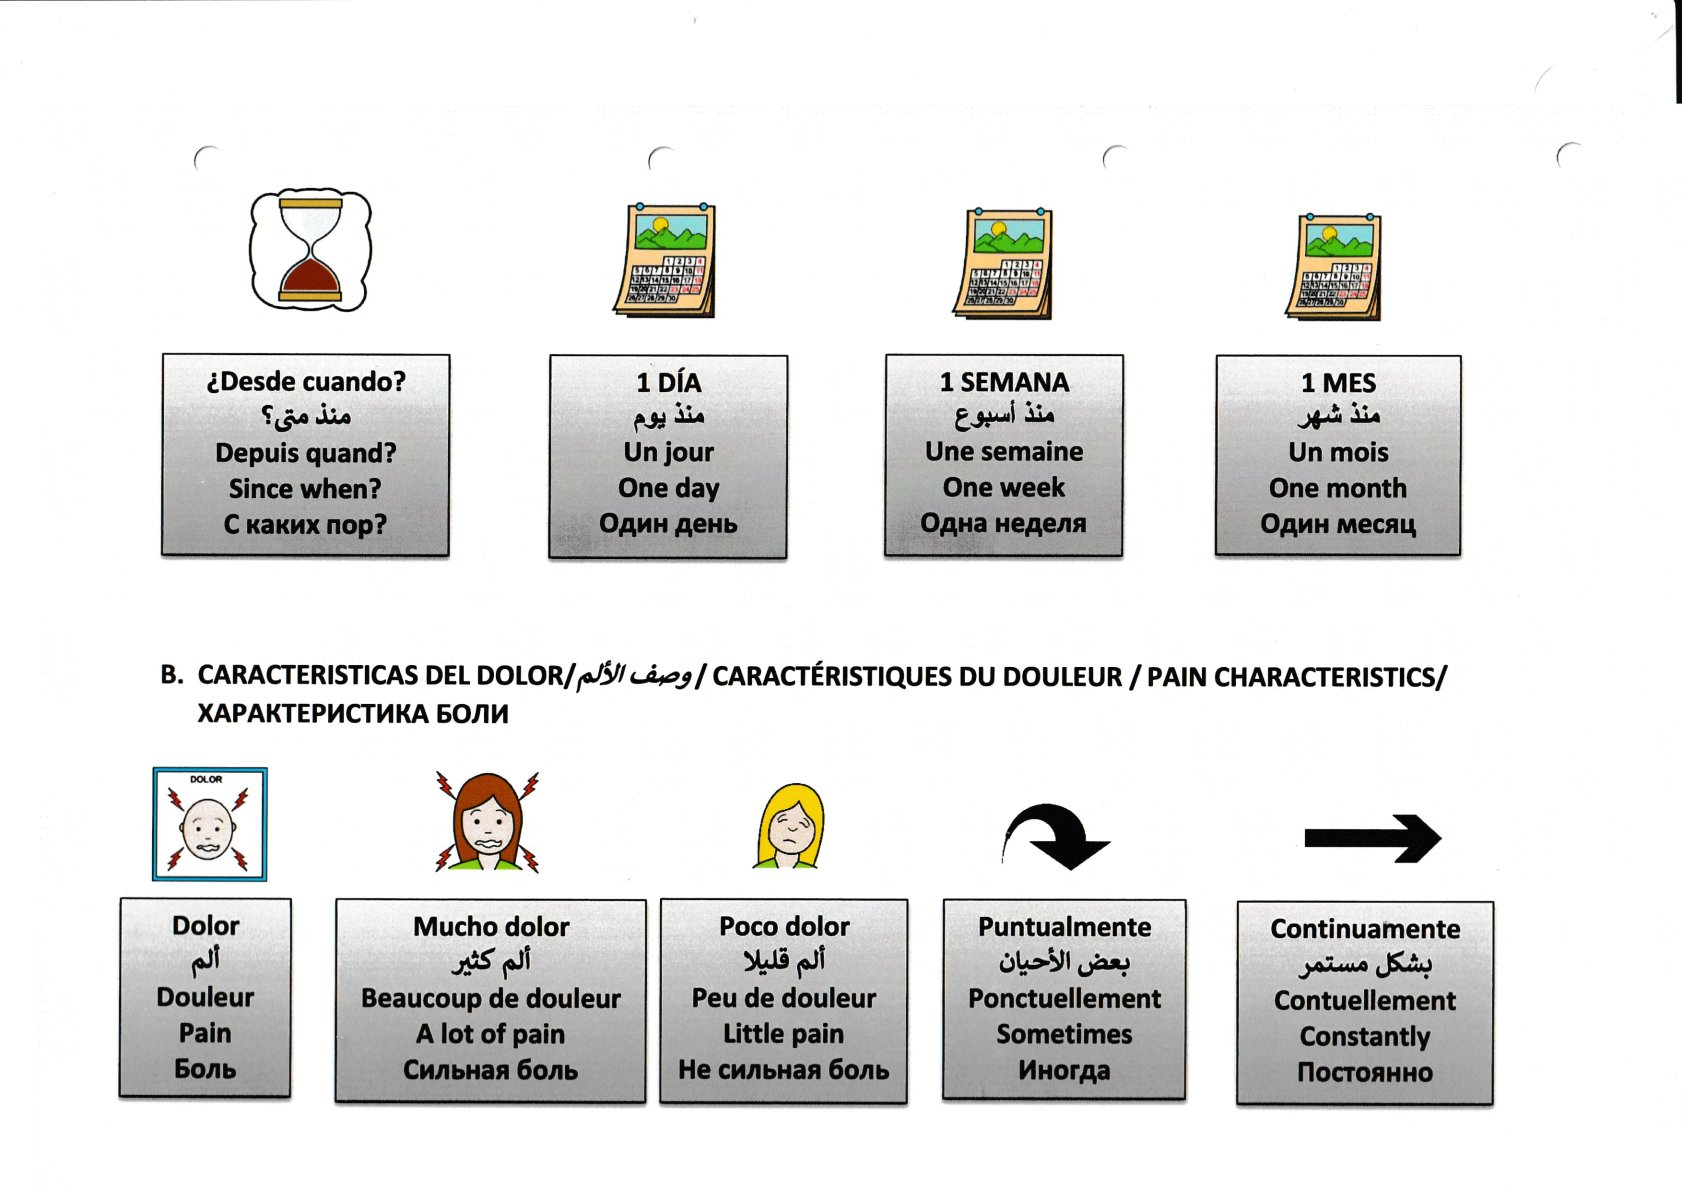 ¿Desde cuando?
منذ متى؟
Depuis quand?
Since when?
С каких пор?
1 DÍA
منذ يوم
Un jour
One day
Один день
1 SEMANA
منذ أسبوع
Une semaine
One week
Одна неделя
1 MES
منذ شهر
Un mois
One month
Один месяц
B. CARACTERISTICAS DEL DOLOR/وصف الألم/ CARACTÉRISTIQUES DU DOULEUR / PAIN CHARACTERISTICS/
ХАРАКТЕРИСТИКА БОЛИ
DOLOR
Dolor
ألم
Douleur
Pain
Боль
Mucho dolor
ألم كثير
Beaucoup de douleur
A lot of pain
Сильная боль
Poco dolor
ألم قليلا
Peu de douleur
Little pain
Не сильная боль
Puntualmente
بعض الأحيان
Ponctuellement
Sometimes
Иногда
Continuamente
بشكل مستمر
Contuellement
Constantly
Постоянно